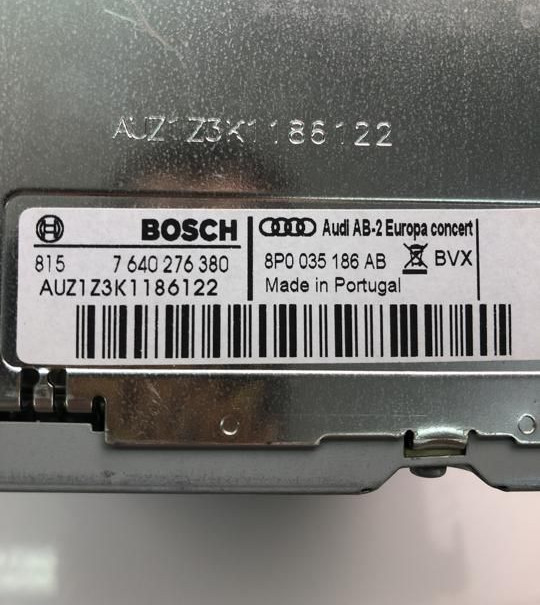 AUZ1Z3K1186122
BOSCH
Audi AB-2 Europa concert
815 7 640 276 380
8P0 035 186 AB BVX
AUZ1Z3K1186122
Made in Portugal